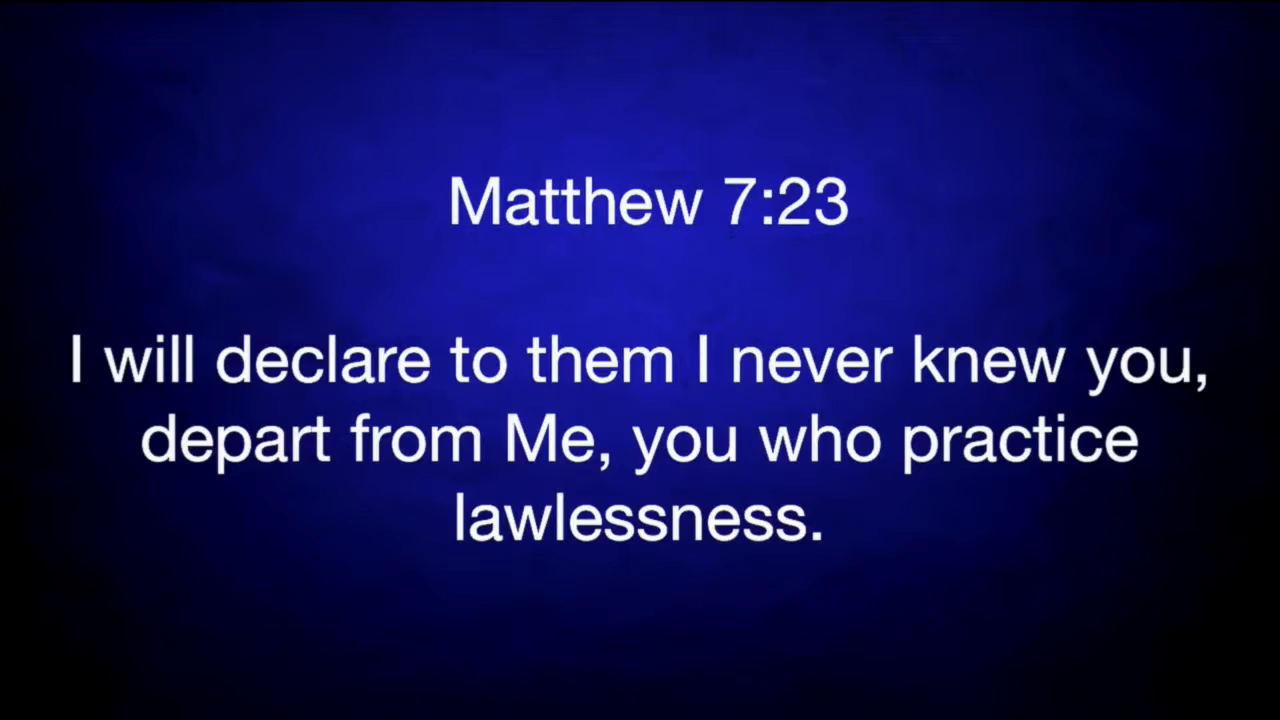 Matthew 7:23
I will declare to them I never knew you,
depart from Me, you who practice
lawlessness.